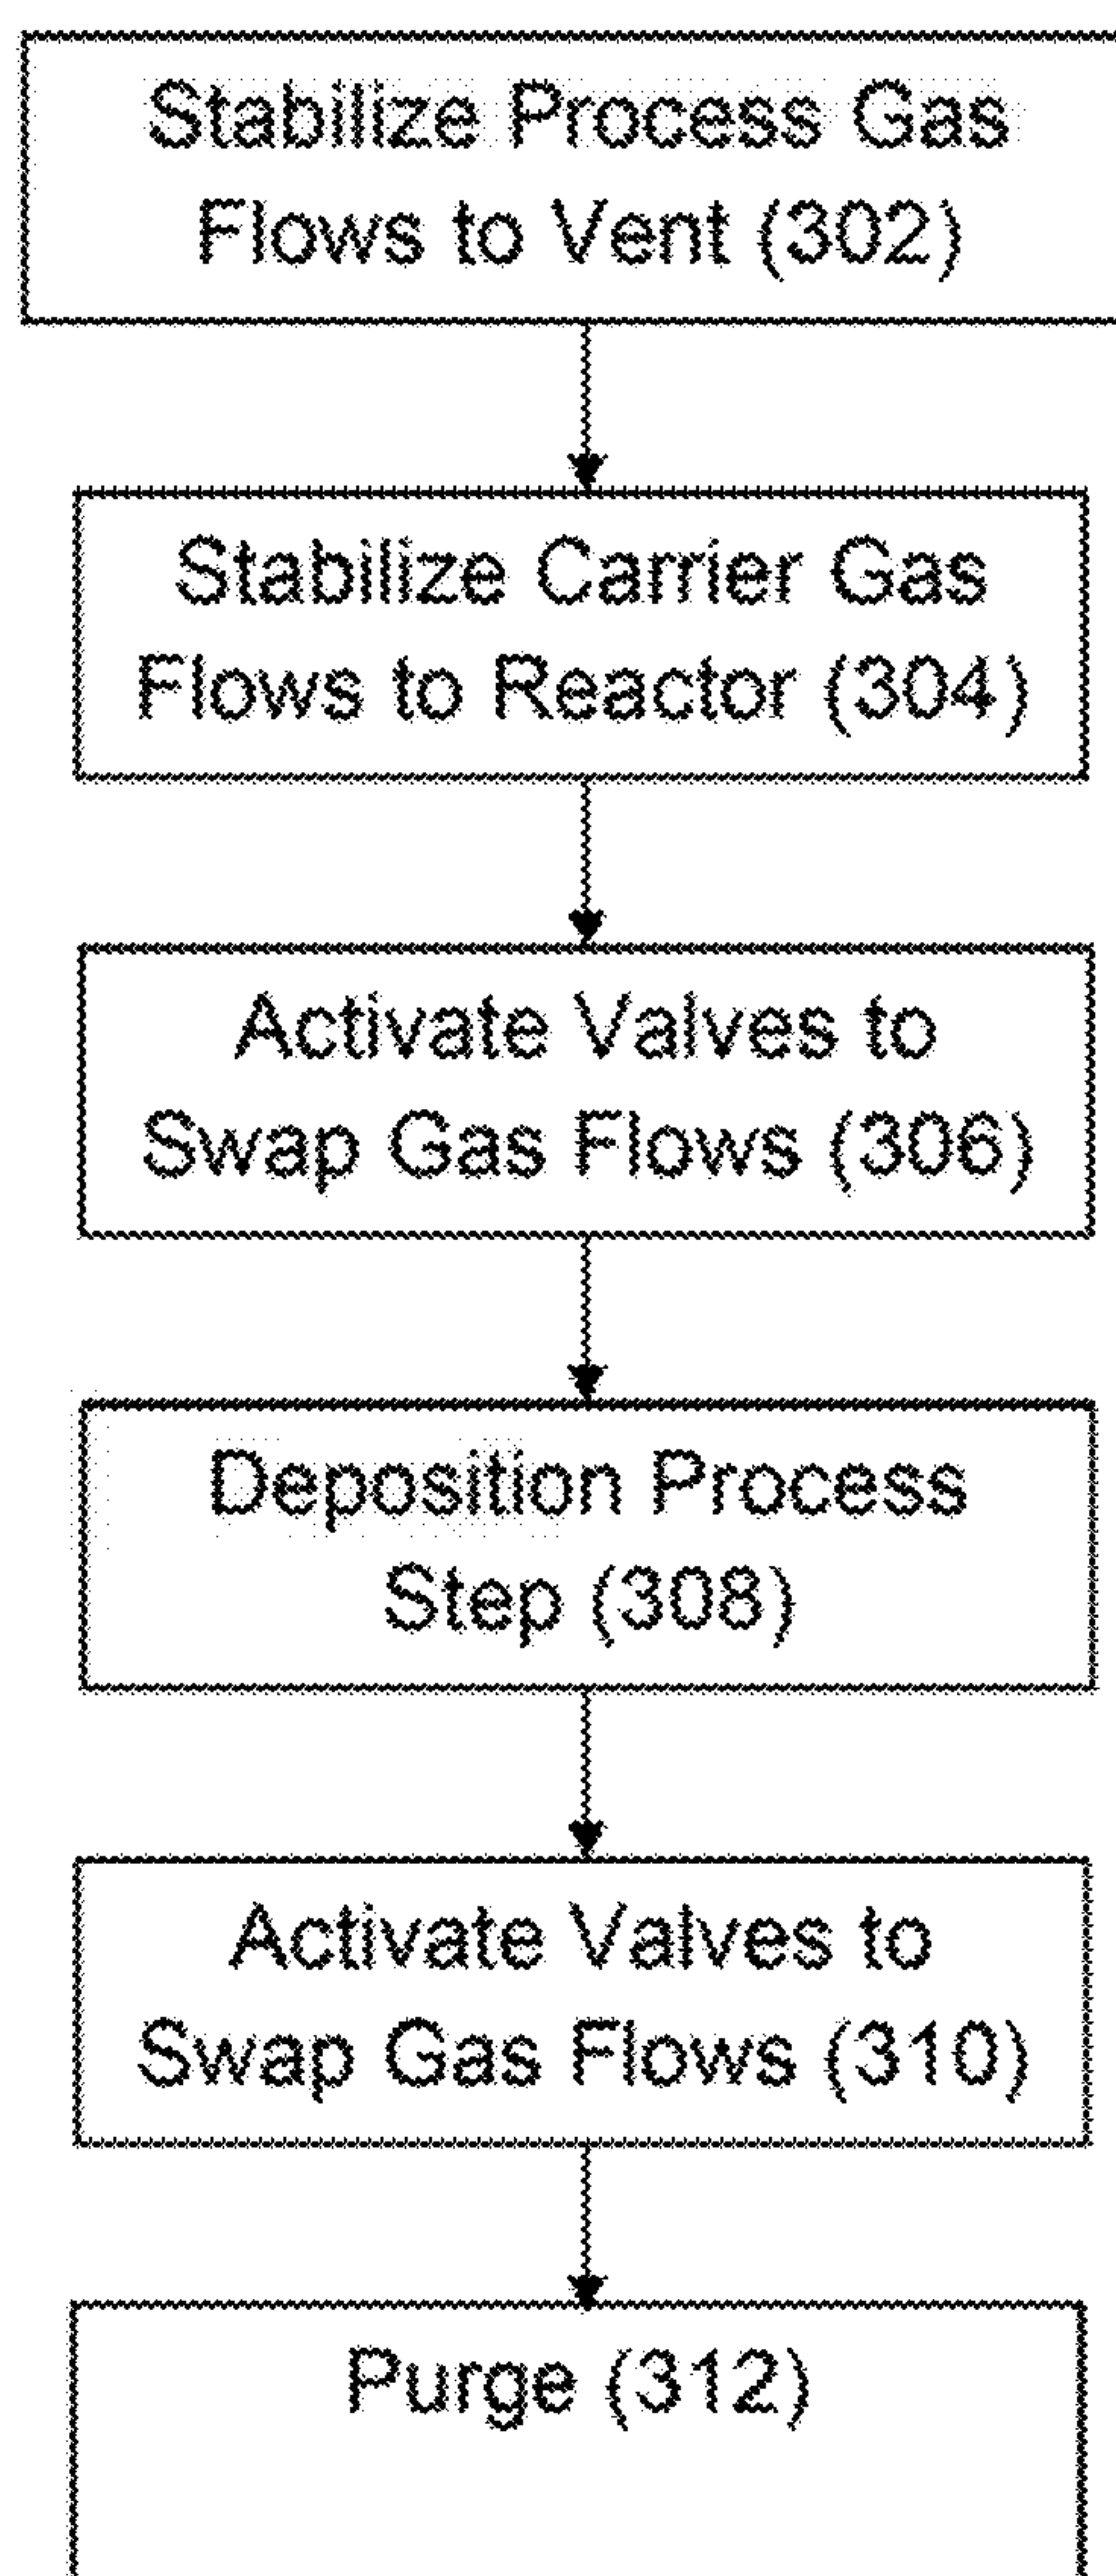 Stabilize Process Gas
Flows to Vent (302)
Stabilize Carrier Gas
Flows to Reactor (304)
Activate Valves to
Swap Gas Flows (306)
Deposition Process
Step (308)
Activate Valves to
Swap Gas Flows (310)
Purge (312)